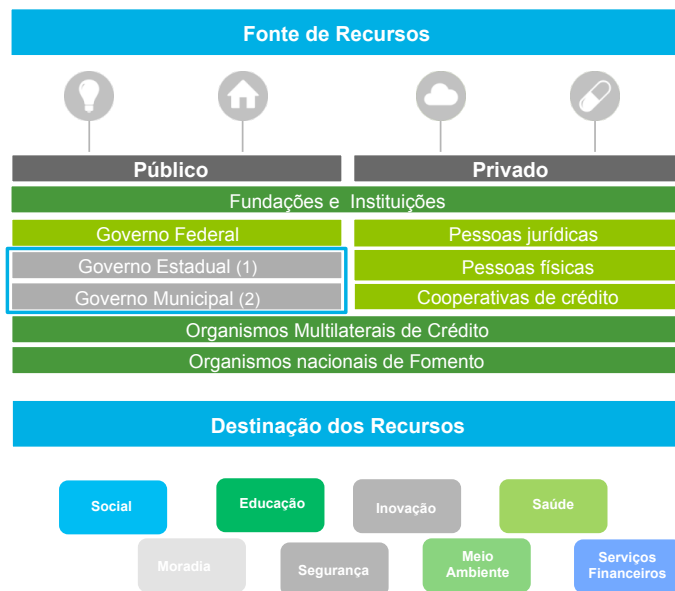 Fonte de Recursos
Público
Privado
Fundações e Instituições
Governo Federal
Pessoas jurídicas
Governo Estadual (1)
Pessoas físicas
Governo Municipal (2)
Cooperativas de crédito
Organismos Multilaterais de Crédito
Organismos nacionais de Fomento
Destinação dos Recursos
Social
Educação
Inovação
Saúde
Moradia
Segurança
Meio
Ambiente
Serviços
Financeiros